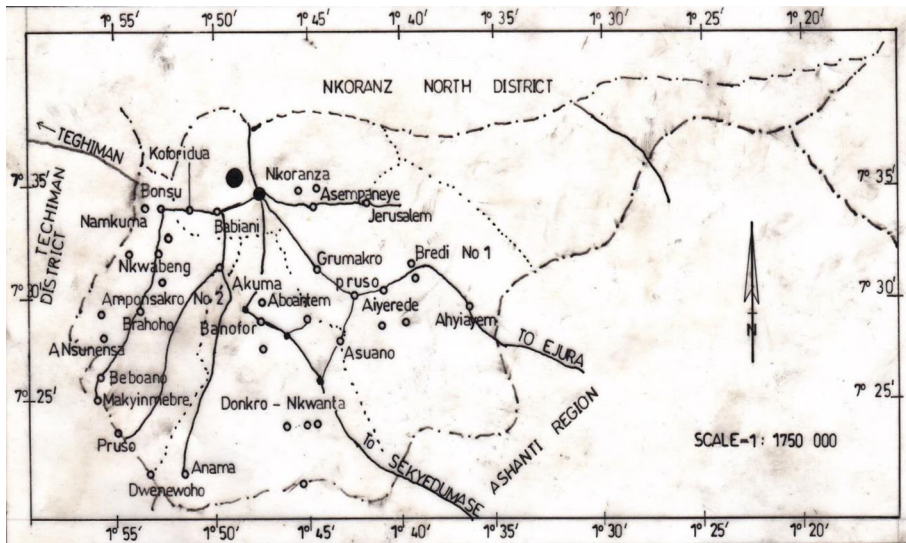 1° 55′ 1° 50′ 1° 45′ 1° 40′ 1° 35′ 1° 30′ 1° 25′ 1° 20′
NKORANZ NORTH DISTRICT
← TEGHIMAN
Koforidua
Nkoranza
7° 35′
7° 35′
Bonsu
Asempaneye
Namkuma
Babiani
Jerusalem
TECHIMAN
DISTRICT
Grumakro
Bredi No 1
Nkwabeng
pruso
Akuma
7° 30′
7° 30′
Amponsakro
No 2
Aboantem
Aiyerede
Brahoho
Banofor
Ahyiayem
N
TO EJURA
A,Nsunensa
Asuano
Beboano
7° 25′
7° 25′
Makyinmebre
Donkro – Nkwanta
ASHANTI REGION
Pruso
TO SEKYEDUMASE
SCALE=1 : 1750 000
Anama
Dwenewoho
1° 55′ 1° 50′ 1° 45′ 1° 40′ 1° 35′ 1° 30′ 1° 25′ 1° 20′